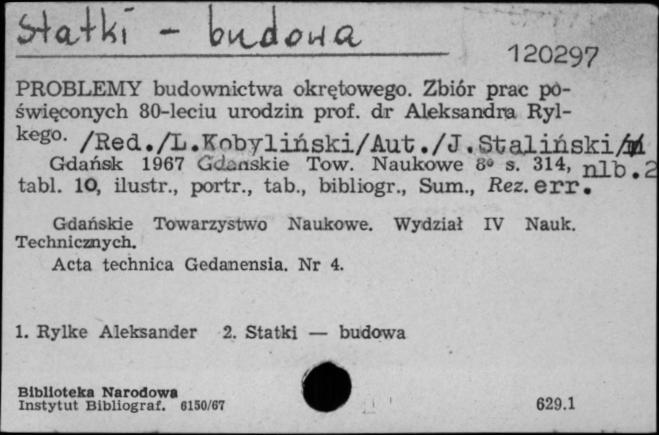 Statki - budowa
120297
PROBLEMY budownictwa okrętowego. Zbiór prac po-
święconych 80-leciu urodzin prof. dr Aleksandra Ryl-
kego. /Red./L.Kobyliński/Aut./J.Staliński/
Gdańsk 1967 Gdańskie Tow. Naukowe 8° s. 314, nlb.2
tabl. 10, ilustr., portr., tab., bibliogr., Sum., Rez. err.
Gdańskie Towarzystwo Naukowe. Wydział IV Nauk.
Technicznych.
Acta technica Gedanensia. Nr 4.
1. Rylke Aleksander 2. Statki — budowa
Biblioteka Narodowa
Instytut Bibliograf. 6150/67
629.1